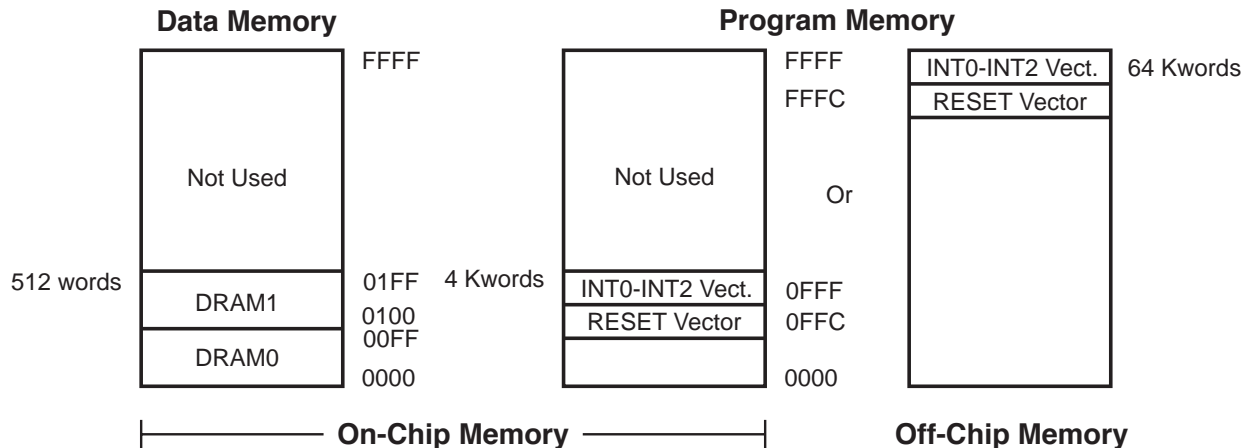 Data Memory
Program Memory
FFFF
Not Used
512 words
01FF
DRAM1
0100
00FF
DRAM0
0000
FFFF
FFFC
Not Used
Or
4 Kwords
INT0-INT2 Vect.
0FFF
RESET Vector
0FFC
0000
INT0-INT2 Vect.
64 Kwords
RESET Vector
On-Chip Memory
Off-Chip Memory